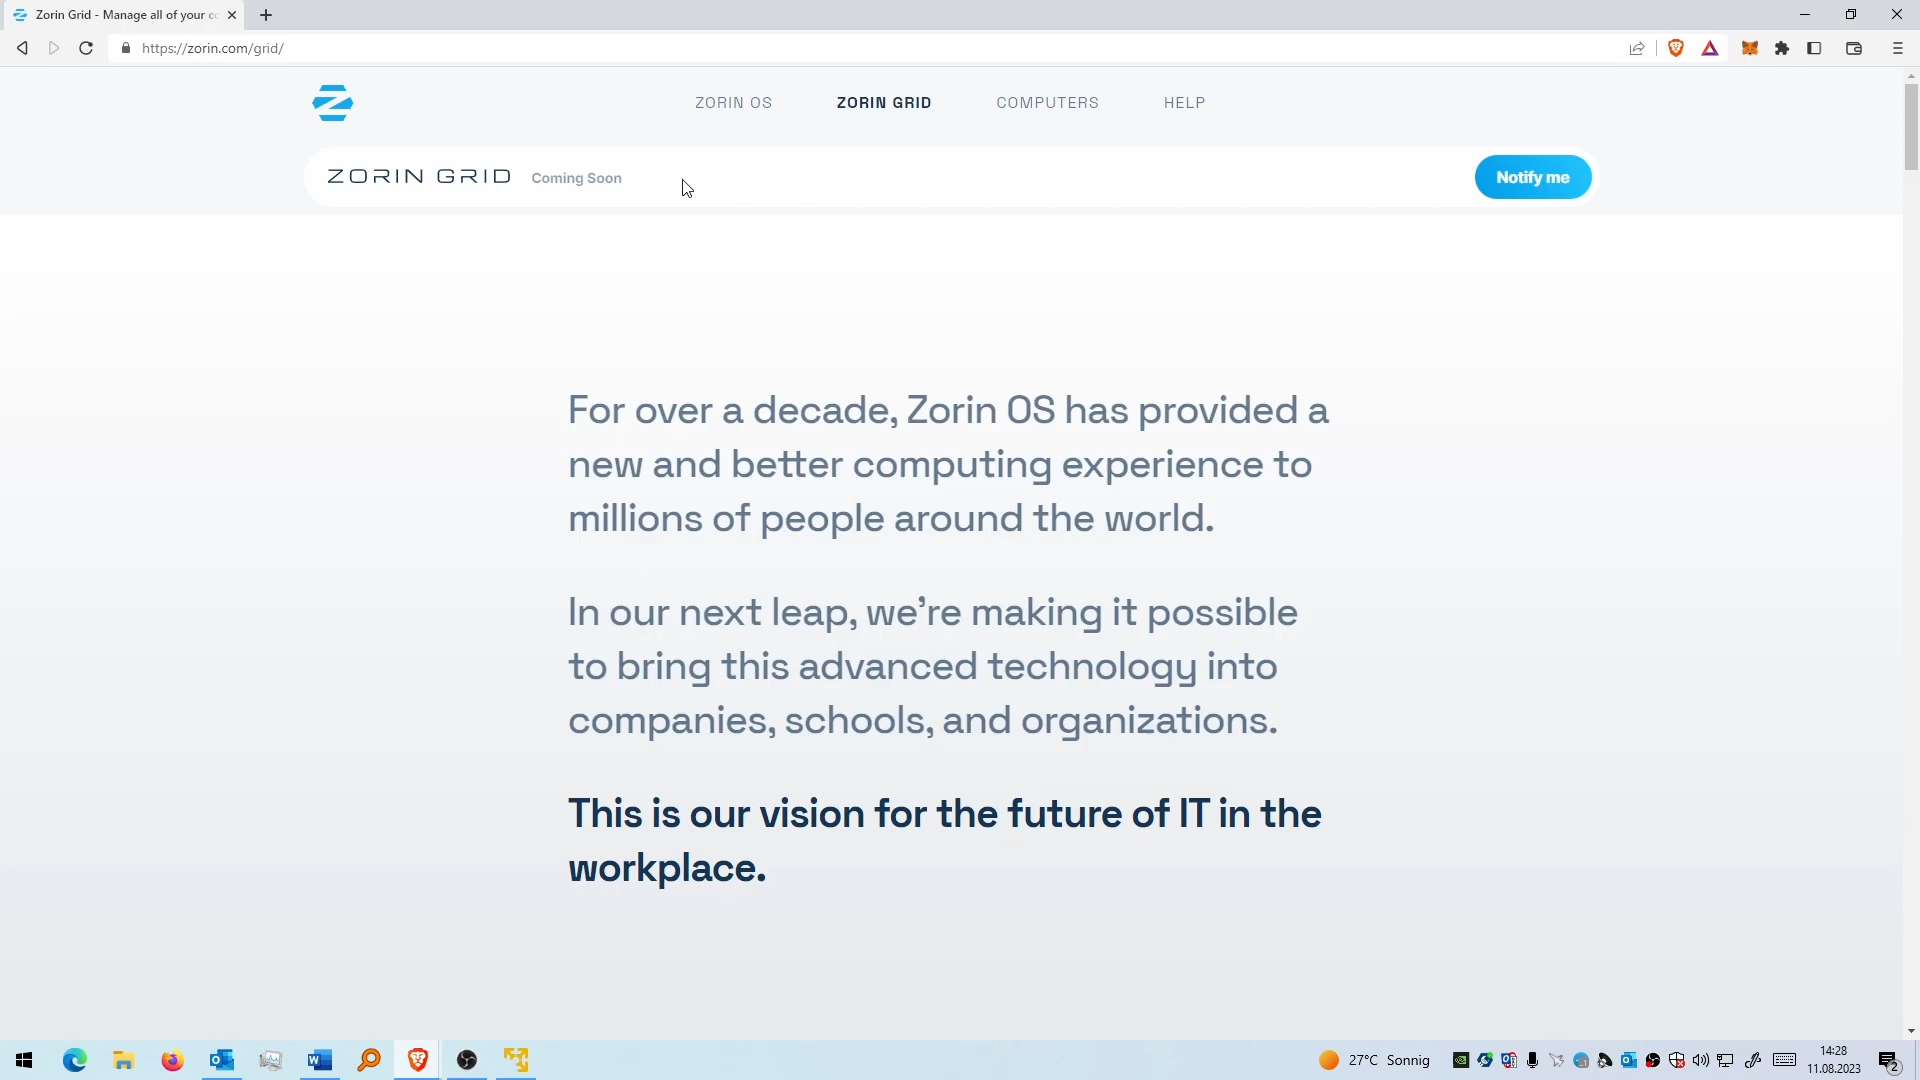 Zorin Grid - Manage all of your co
https://zorin.com/grid/
ZORIN OS
ZORIN GRID
COMPUTERS
HELP
ZORIN GRID Coming Soon
Notify me
For over a decade, Zorin OS has provided a
new and better computing experience to
millions of people around the world.
In our next leap, we’re making it possible
to bring this advanced technology into
companies, schools, and organizations.
This is our vision for the future of IT in the
workplace.
27°C Sonnig
14:28
11.08.2023
2